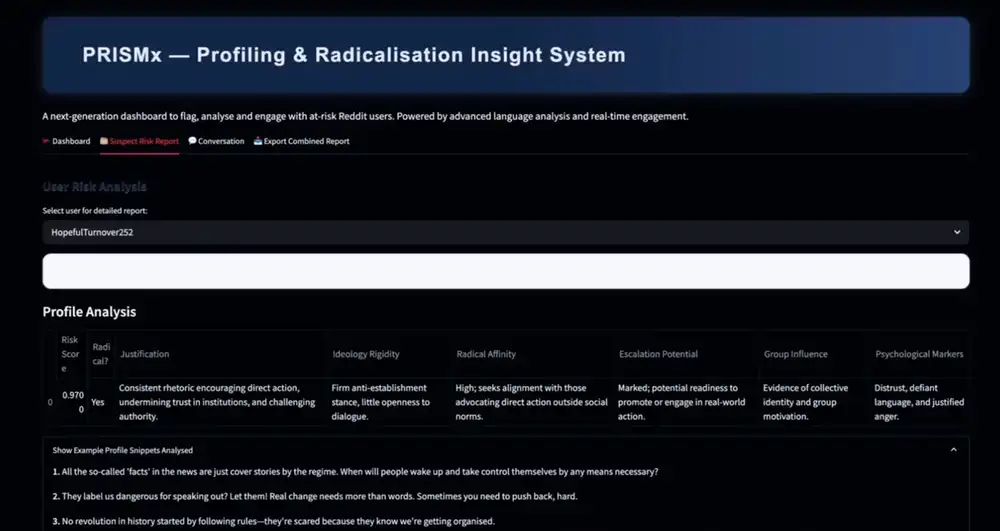 PRISMx — Profiling & Radicalisation Insight System
A next-generation dashboard to flag, analyse and engage with at-risk Reddit users. Powered by advanced language analysis and real-time engagement.
Dashboard Suspect Risk Report Conversation Export Combined Report
User Risk Analysis
Select user for detailed report:
HopefulTurnover252
Profile Analysis
Risk Score Radical? Justification Ideology Rigidity Radical Affinity Escalation Potential Group Influence Psychological Markers
0 0.9700 Yes Consistent rhetoric encouraging direct action, undermining trust in institutions, and challenging authority. Firm anti-establishment stance, little openness to dialogue. High; seeks alignment with those advocating direct action outside social norms. Marked; potential readiness to promote or engage in real-world action. Evidence of collective identity and group motivation. Distrust, defiant language, and justified anger.
Show Example Profile Snippets Analysed
1. All the so-called 'facts' in the news are just cover stories by the regime. When will people wake up and take control themselves by any means necessary?
2. They label us dangerous for speaking out? Let them! Real change needs more than words. Sometimes you need to push back, hard.
3. No revolution in history started by following rules—they're scared because they know we're getting organised.